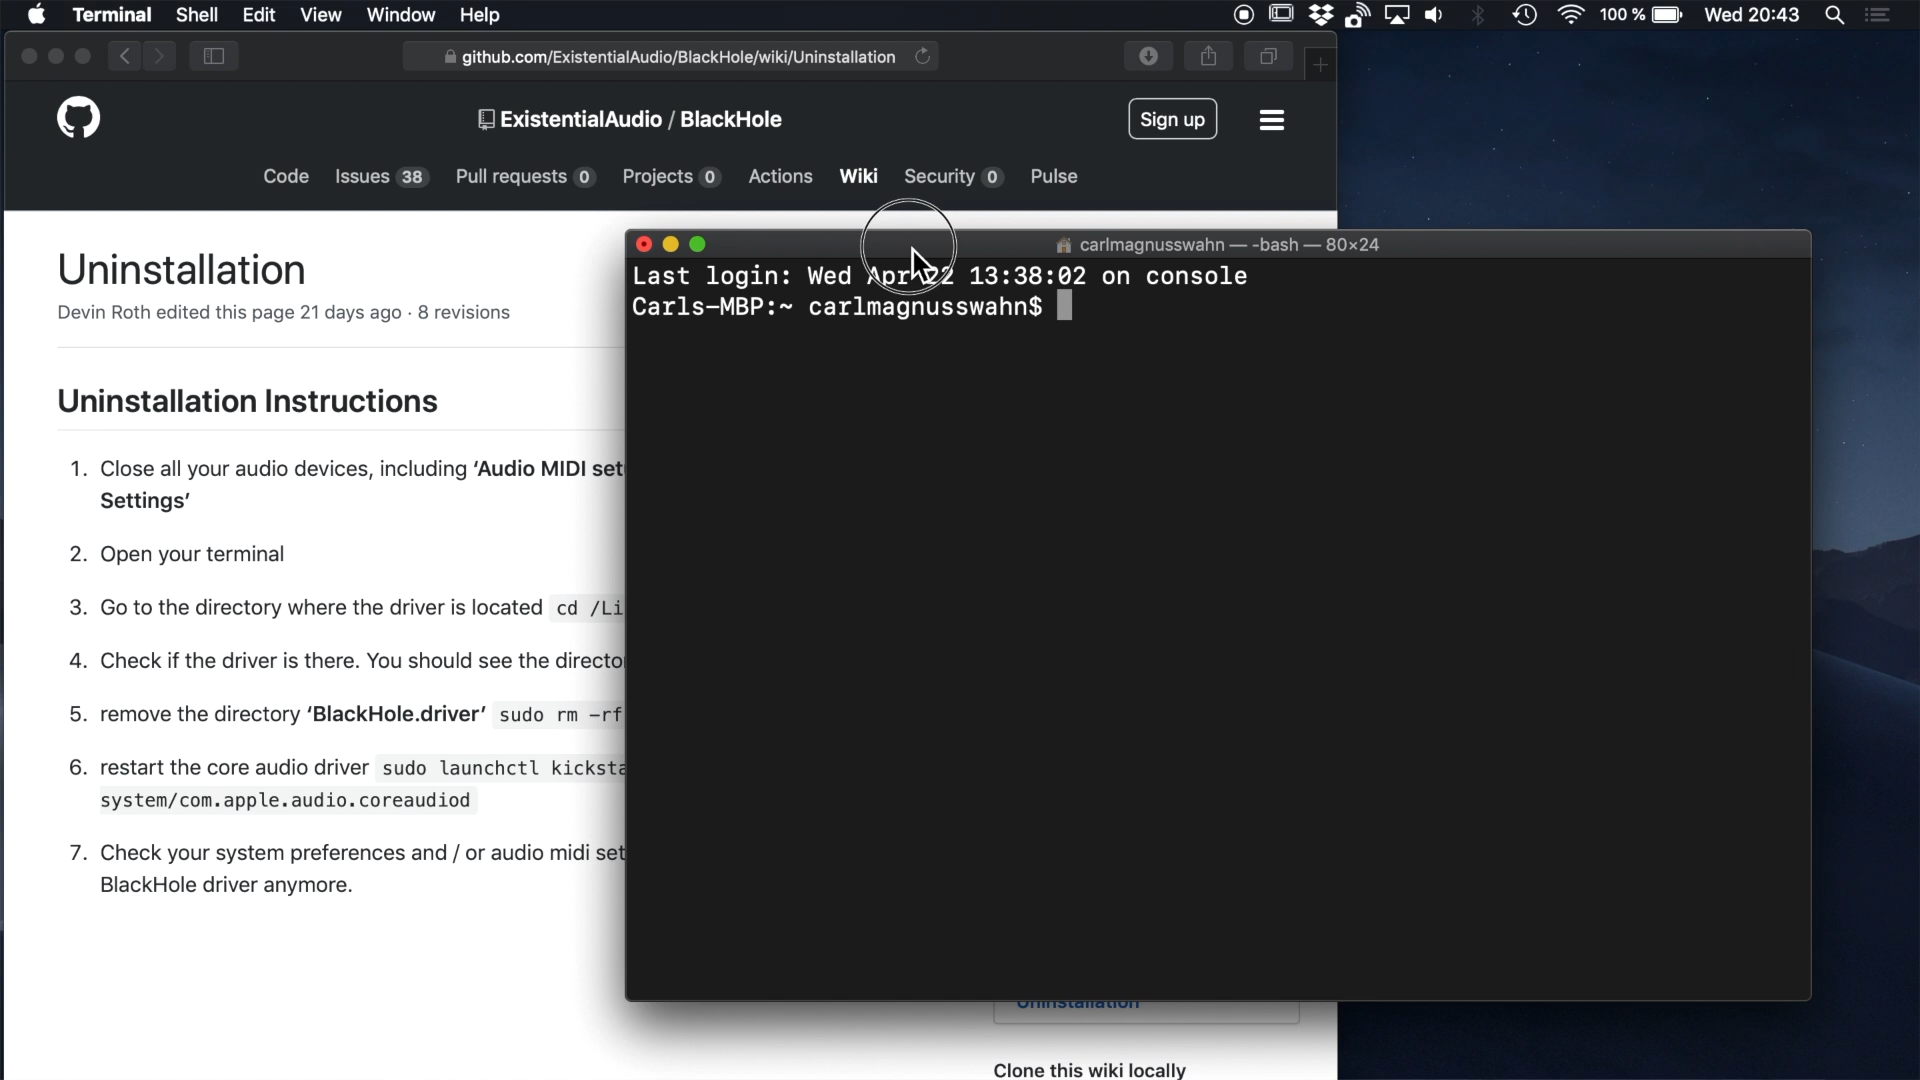 Terminal Shell Edit View Window Help 100 % Wed 20:43
github.com/ExistentialAudio/BlackHole/wiki/Uninstallation
ExistentialAudio / BlackHole
Sign up
Code Issues 38 Pull requests 0 Projects 0 Actions Wiki Security 0 Pulse
Uninstallation
Devin Roth edited this page 21 days ago · 8 revisions
Uninstallation Instructions
1. Close all your audio devices, including ‘Audio MIDI set
Settings’
2. Open your terminal
3. Go to the directory where the driver is located cd /Li
4. Check if the driver is there. You should see the directo
5. remove the directory ‘BlackHole.driver’ sudo rm -rf
6. restart the core audio driver sudo launchctl kicksta
system/com.apple.audio.coreaudiod
7. Check your system preferences and / or audio midi set
BlackHole driver anymore.
carlmagnusswahn — -bash — 80×24
Last login: Wed Apr 22 13:38:02 on console
Carls-MBP:~ carlmagnusswahn$
Uninstallation
Clone this wiki locally